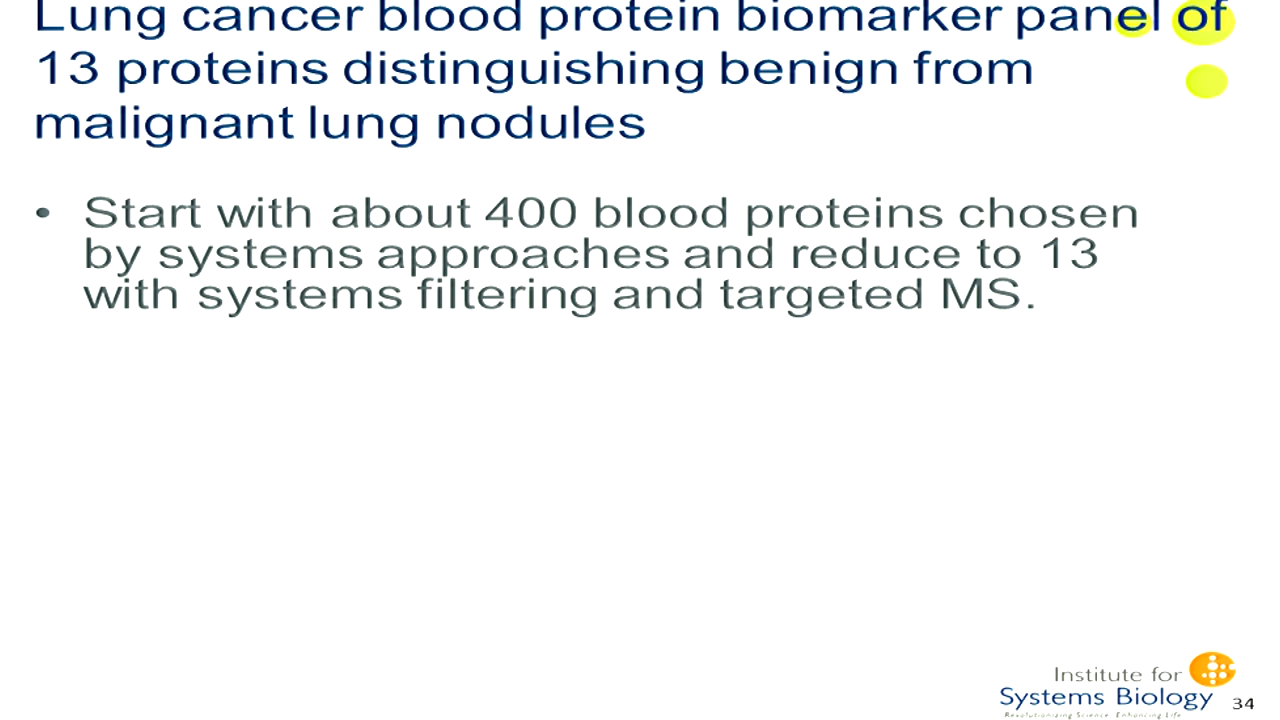 Lung cancer blood protein biomarker panel of
13 proteins distinguishing benign from
malignant lung nodules
• Start with about 400 blood proteins chosen
by systems approaches and reduce to 13
with systems filtering and targeted MS.
Institute for
Systems Biology
Revolutionizing Science. Enhancing Life.
34